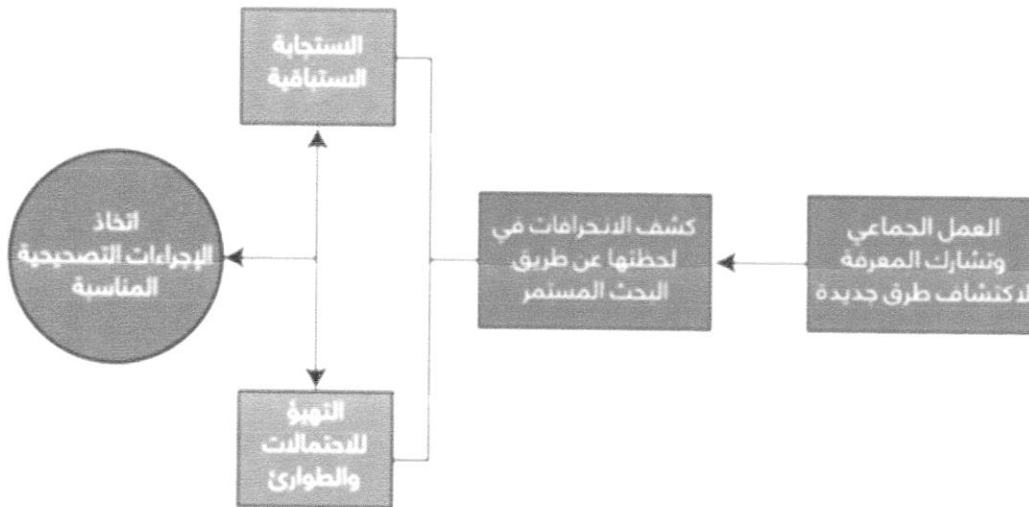 العمل الجماعي
وتشارك المعرفة
لاكتشاف طرق جديدة
كشف الانحرافات في
لحظتها عن طريق
البحث المستمر
الاستجابة
الاستباقية
التهيؤ
للاحتمالات
والطوارئ
اتخاذ
الإجراءات التصحيحية
المناسبة